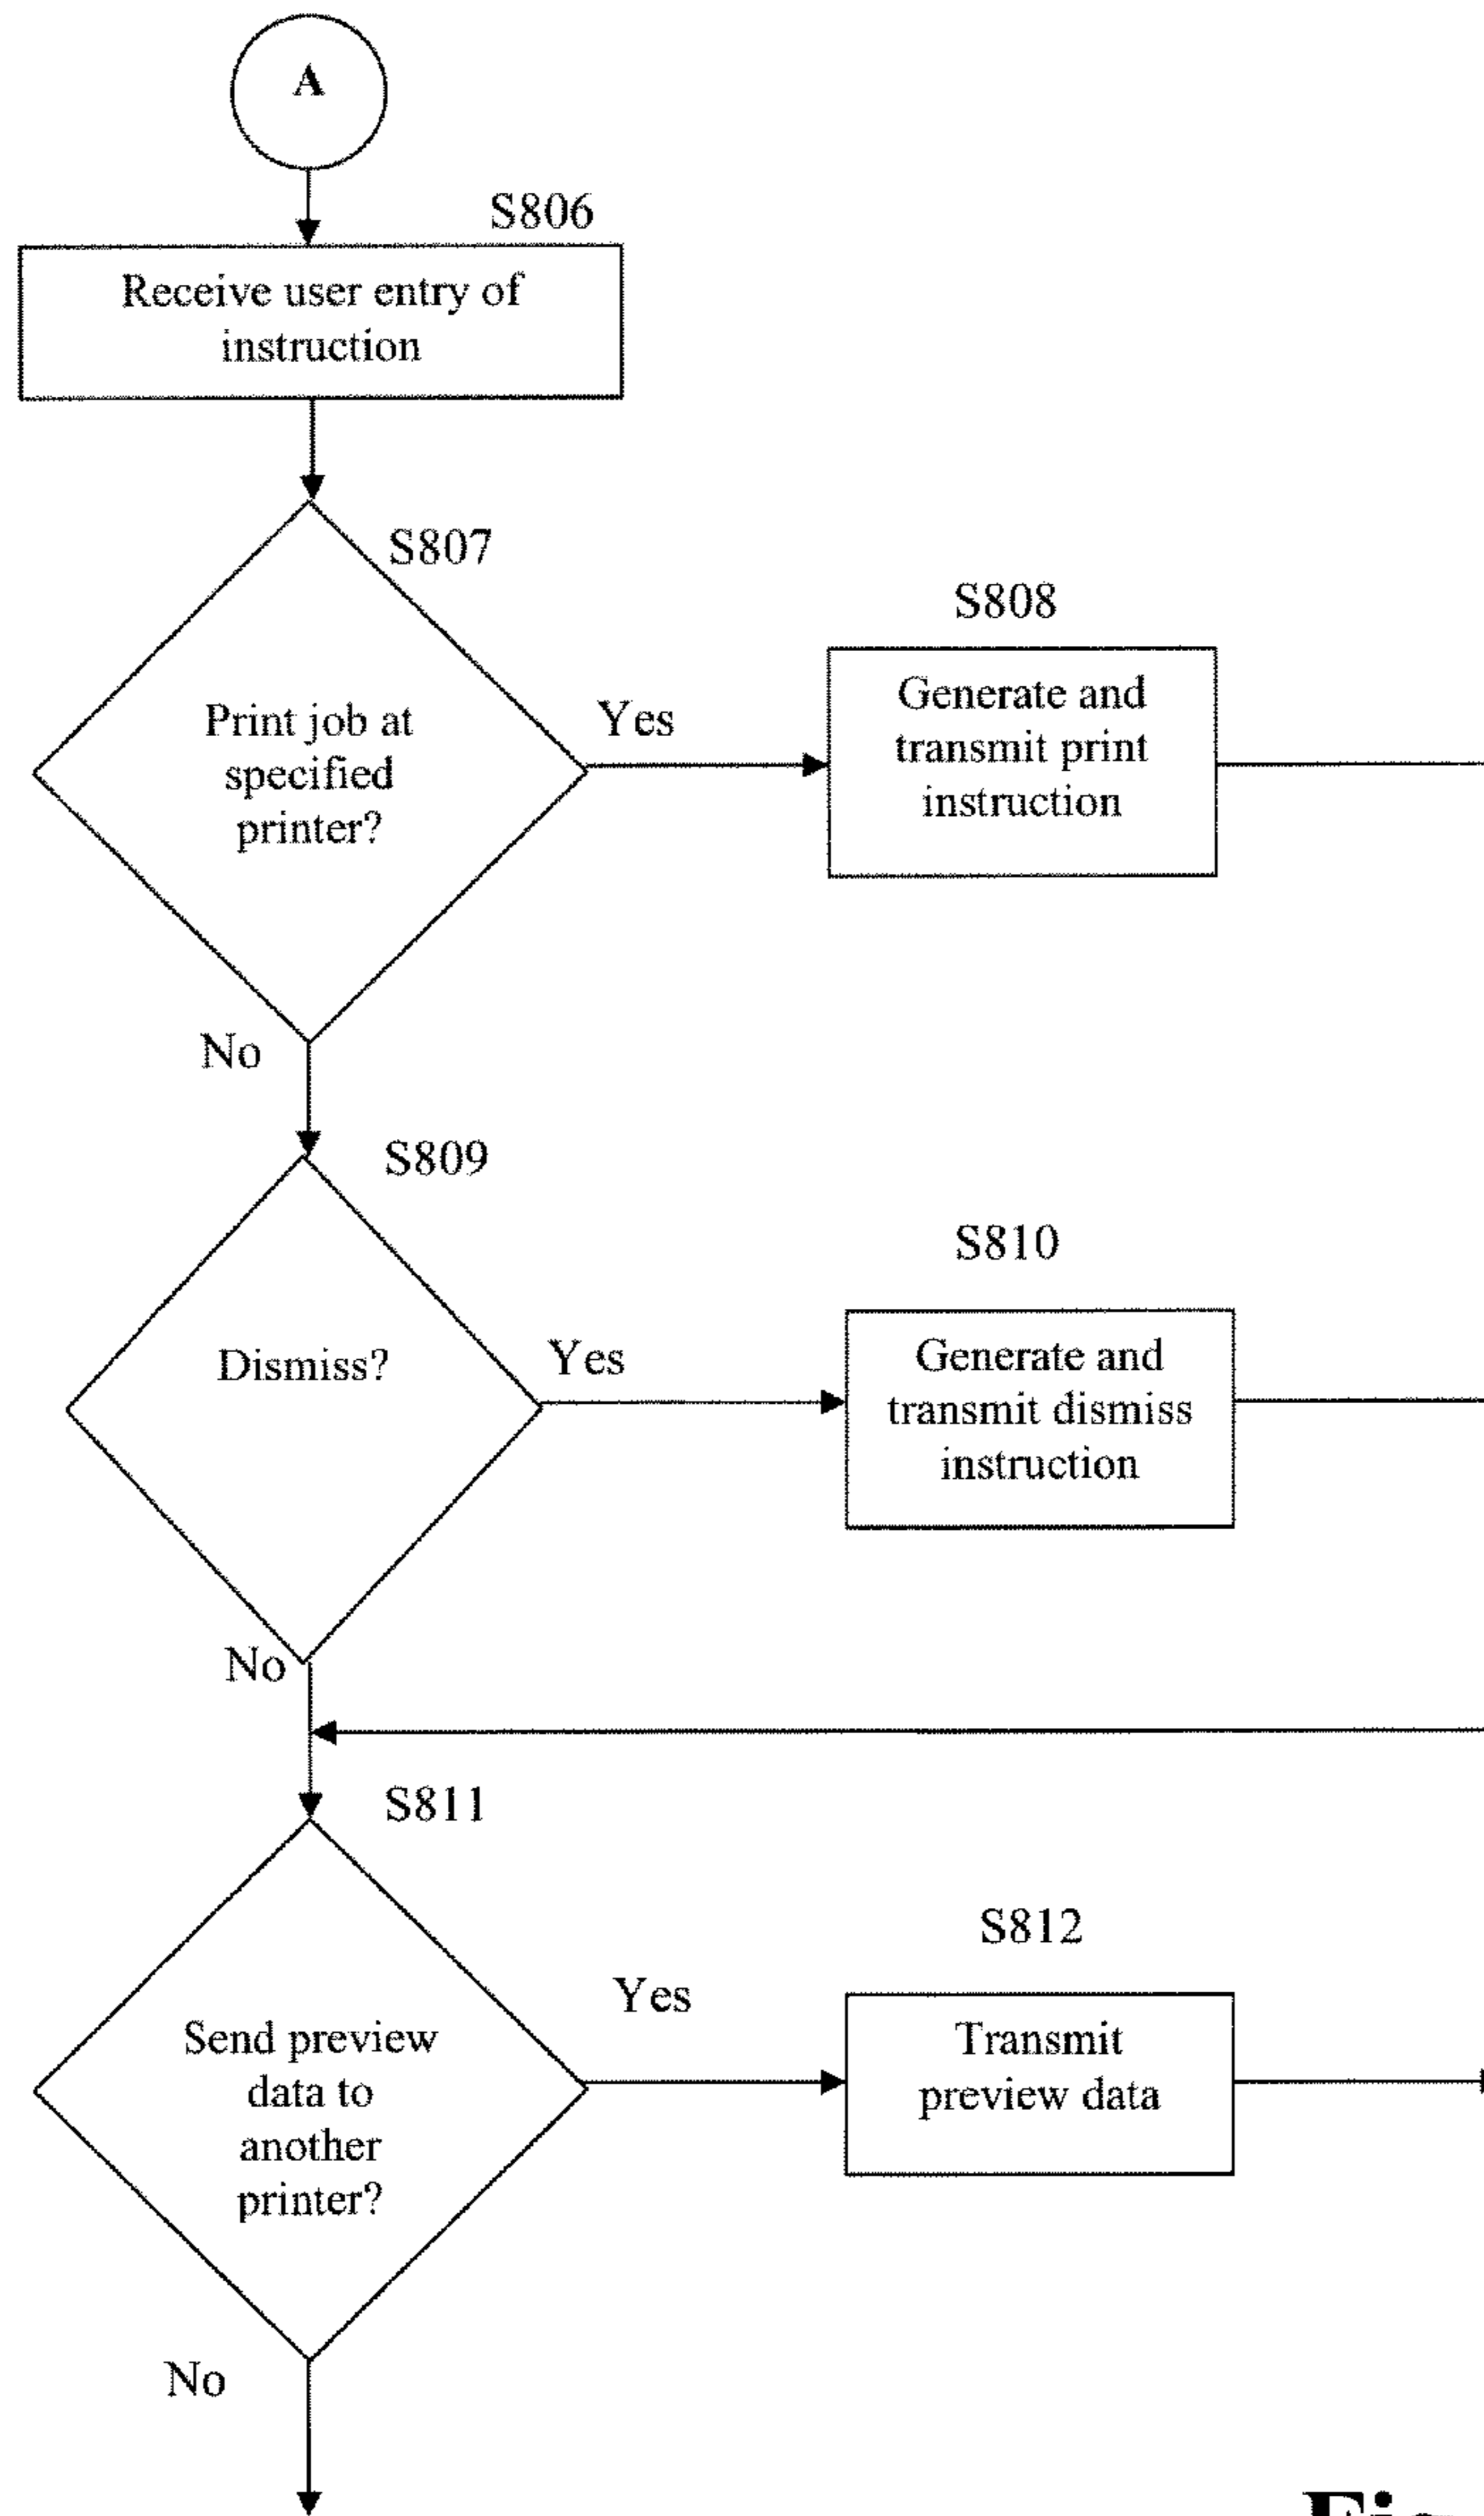 A
S806
Receive user entry of
instruction
S807
Print job at
specified
printer?
Yes
No
S808
Generate and
transmit print
instruction
S809
Dismiss?
Yes
No
S810
Generate and
transmit dismiss
instruction
S811
Send preview
data to
another
printer?
Yes
No
S812
Transmit
preview data